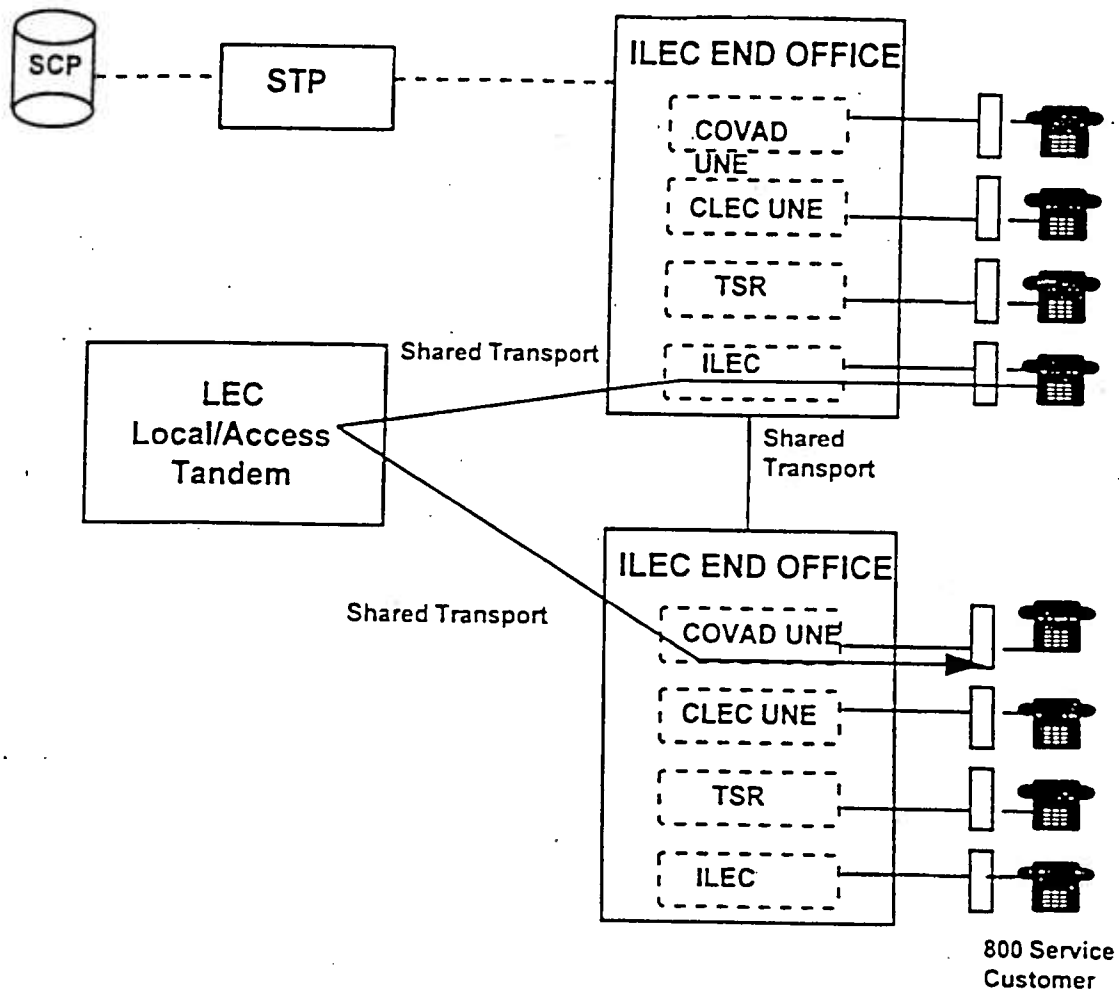 SCP
STP
ILEC END OFFICE
COVAD
UNE
CLEC UNE
TSR
ILEC
Shared Transport
LEC
Local/Access
Tandem
Shared
Transport
ILEC END OFFICE
Shared Transport
COVAD UNE
CLEC UNE
TSR
ILEC
800 Service
Customer